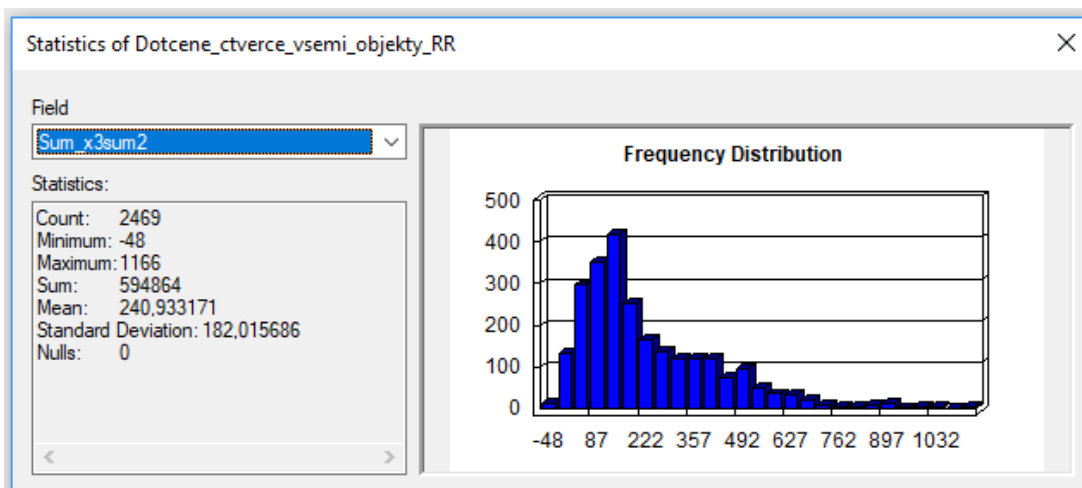 Statistics of Dotcene_ctverce_vsemi_objekty_RR
Field
Sum_x3sum2
Statistics:
Count: 2469
Minimum: -48
Maximum: 1166
Sum: 594864
Mean: 240,933171
Standard Deviation: 182,015686
Nulls: 0
Frequency Distribution
500
400
300
200
100
0
-48 87 222 357 492 627 762 897 1032